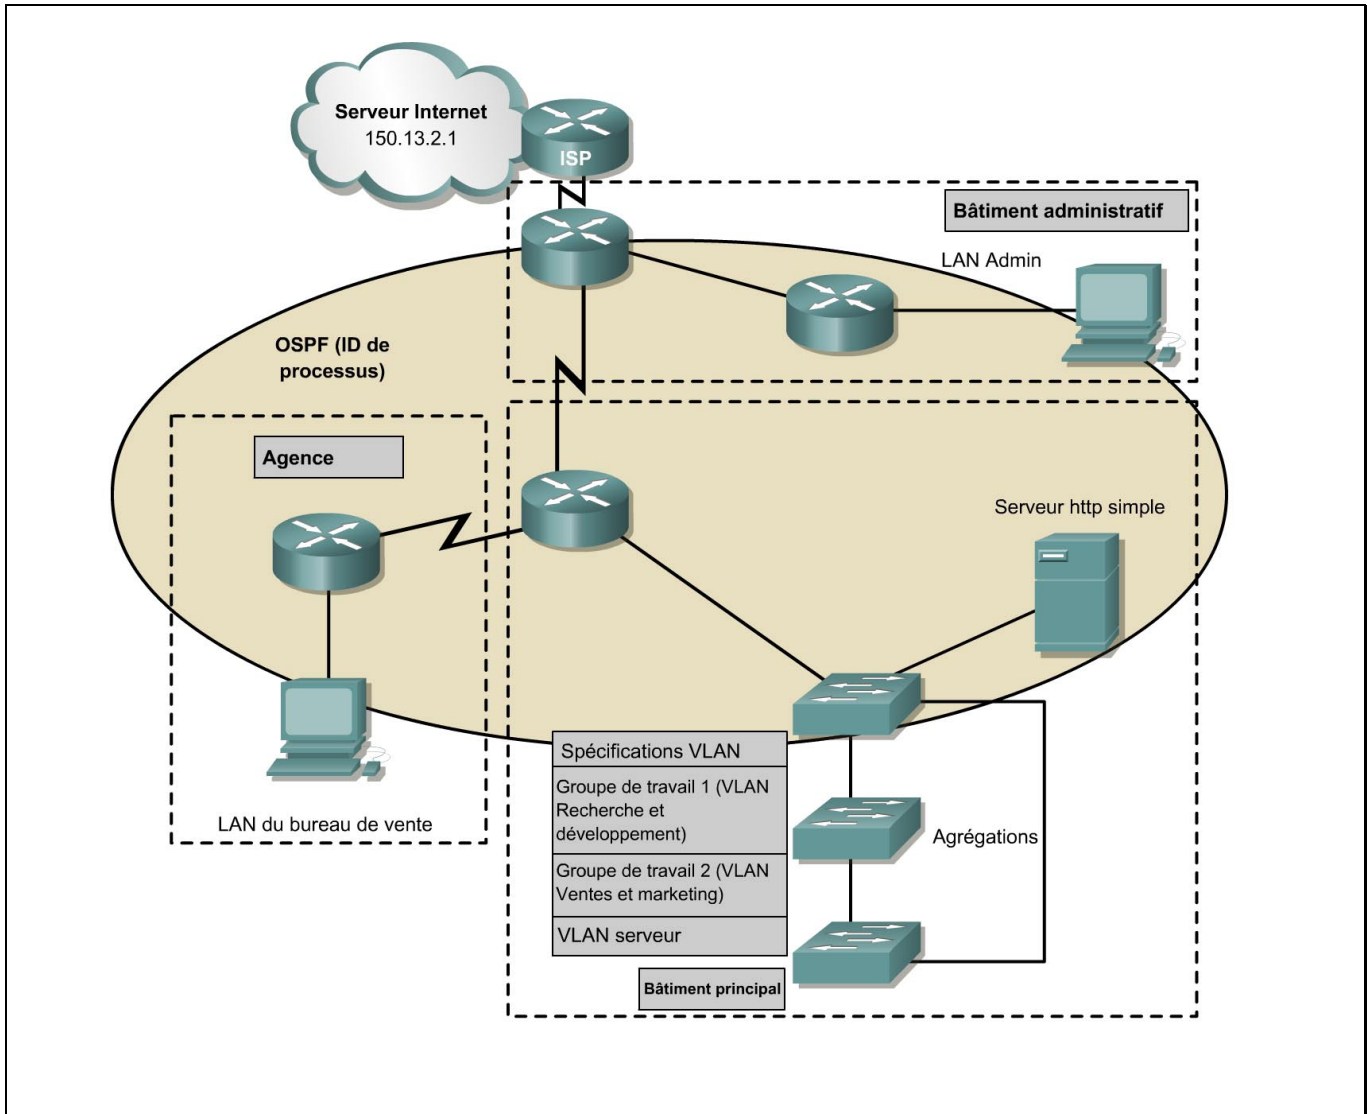 Serveur Internet
150.13.2.1
ISP
Bâtiment administratif
LAN Admin
OSPF (ID de
processus)
Agence
Serveur http simple
LAN du bureau de vente
Spécifications VLAN
Groupe de travail 1 (VLAN
Recherche et
développement)
Groupe de travail 2 (VLAN
Ventes et marketing)
VLAN serveur
Agrégations
Bâtiment principal